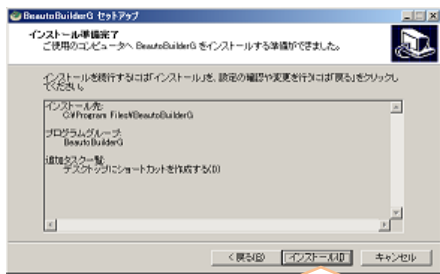 BeautoBuilderG セットアップ
インストール準備完了
ご使用のコンピュータへ BeautoBuilderG をインストールする準備ができました。
インストールを続行するには「インストール」を、設定の確認や変更を行うには「戻る」をクリックし
てください。
インストール先:
C:¥Program Files¥BeautoBuilderG
プログラムグループ:
BeautoBuilderG
追加タスク一覧:
デスクトップにショートカットを作成する(D)
< 戻る(B)
インストール(I)
キャンセル